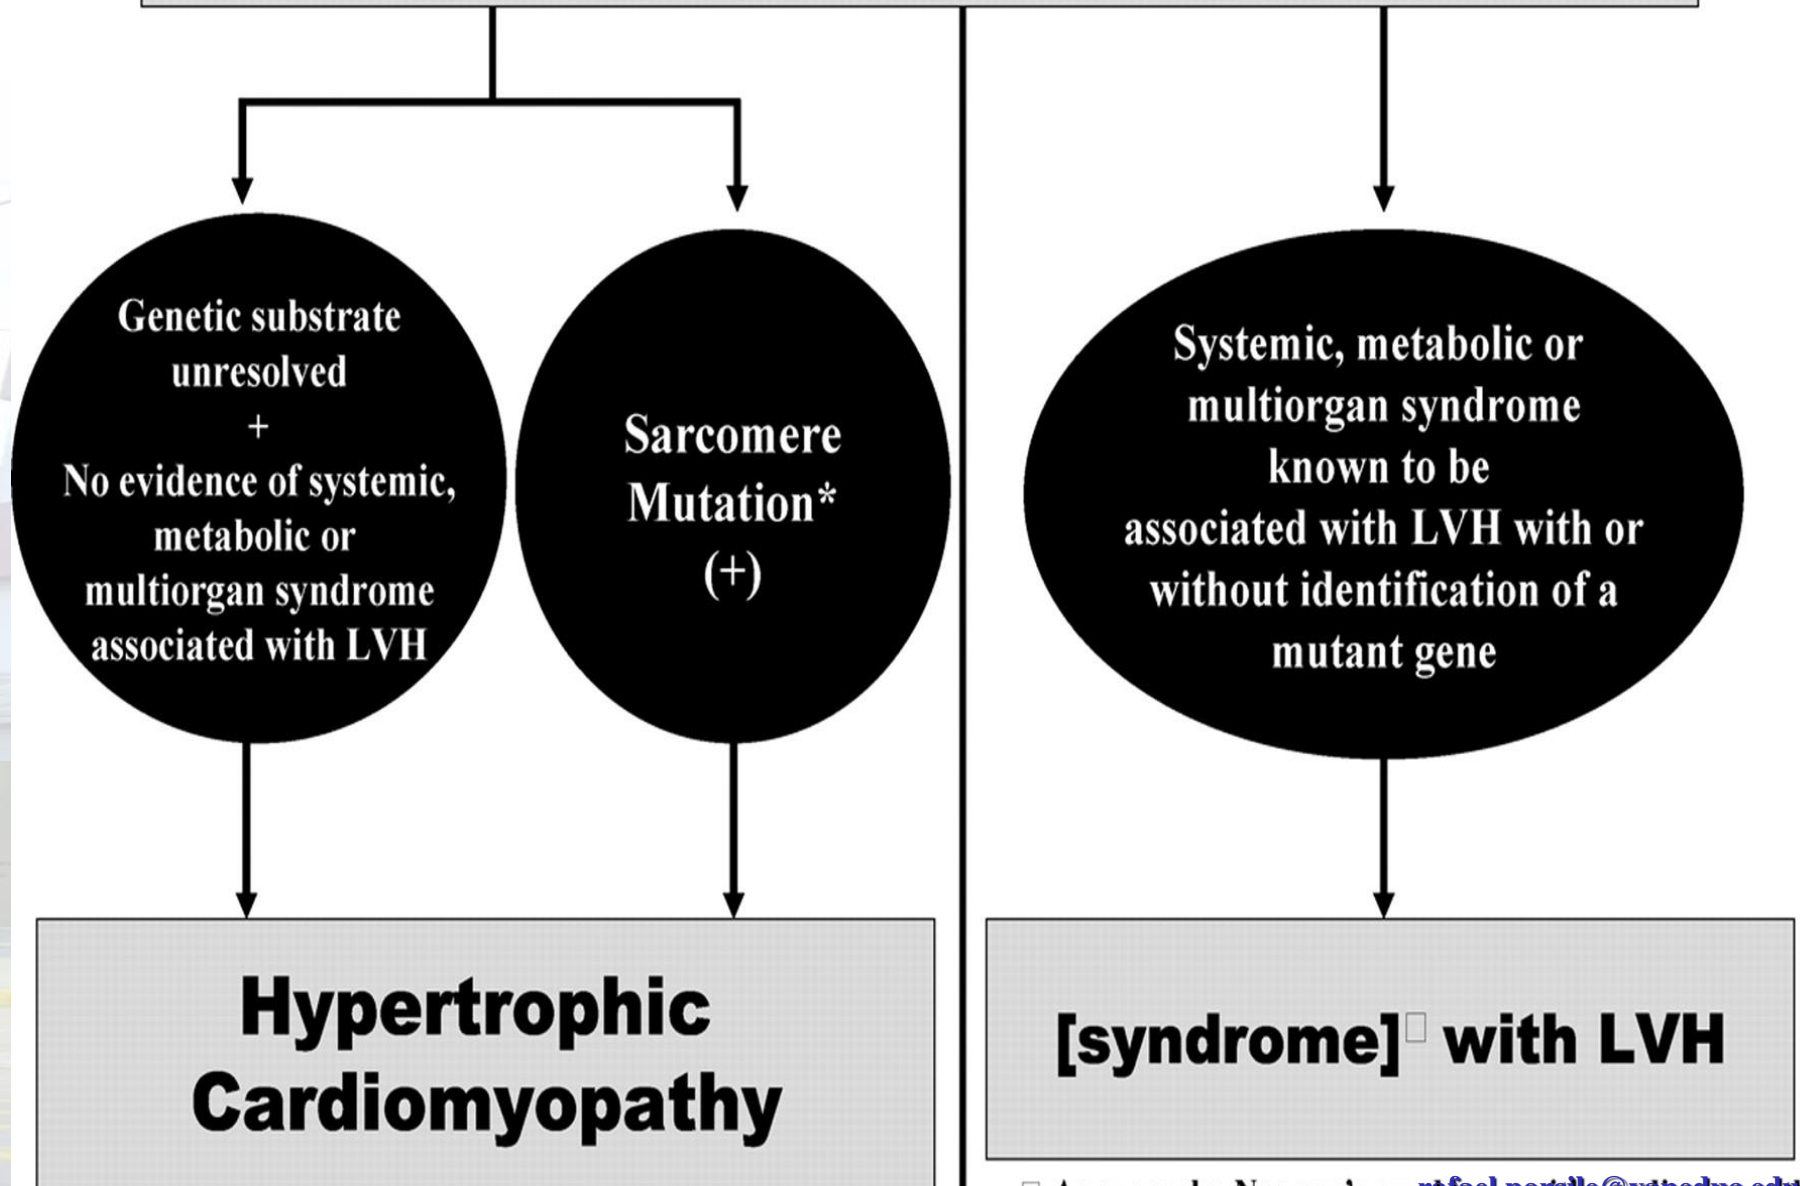 Genetic substrate
unresolved
+
No evidence of systemic,
metabolic or
multiorgan syndrome
associated with LVH
Sarcomere
Mutation*
(+)
Systemic, metabolic or
multiorgan syndrome
known to be
associated with LVH with or
without identification of a
mutant gene
Hypertrophic
Cardiomyopathy
[syndrome]□ with LVH